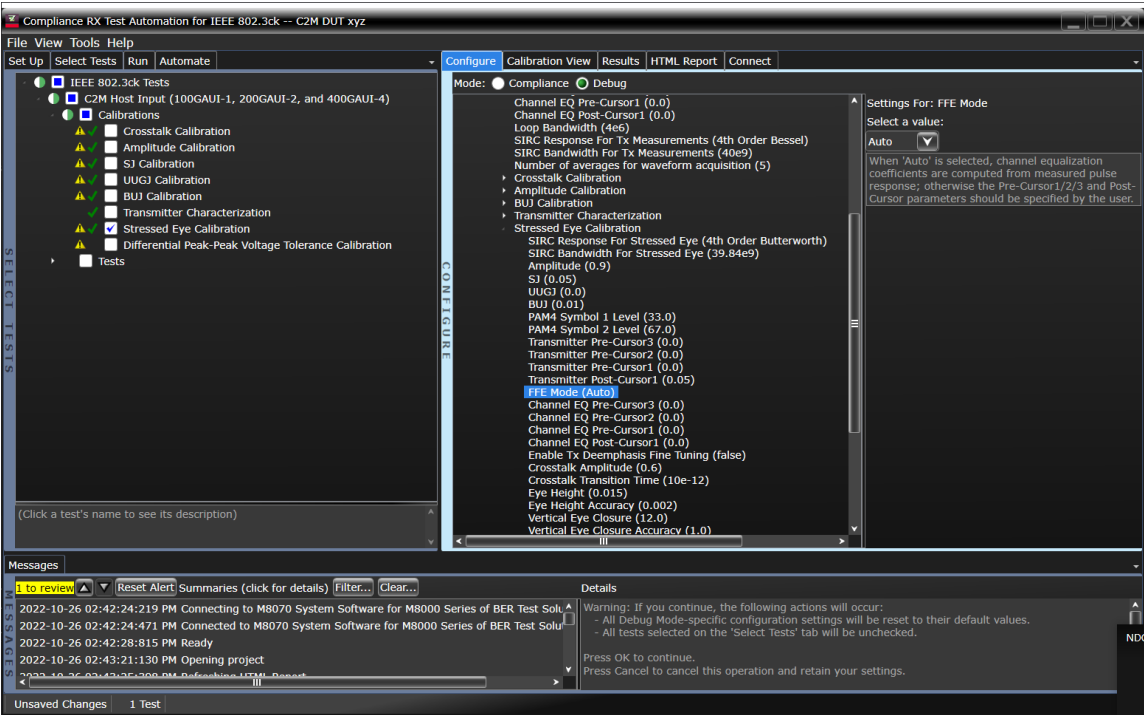 Compliance RX Test Automation for IEEE 802.3ck -- C2M DUT xyz
File View Tools Help
Set Up Select Tests Run Automate
IEEE 802.3ck Tests
C2M Host Input (100GAUI-1, 200GAUI-2, and 400GAUI-4)
Calibrations
Crosstalk Calibration
Amplitude Calibration
SJ Calibration
UUGJ Calibration
BUJ Calibration
Transmitter Characterization
Stressed Eye Calibration
Differential Peak-Peak Voltage Tolerance Calibration
Tests
SELECT TESTS
(Click a test's name to see its description)
Configure Calibration View Results HTML Report Connect
Mode: Compliance Debug
CONFIGURE
Channel EQ Pre-Cursor1 (0.0)
Channel EQ Post-Cursor1 (0.0)
Loop Bandwidth (4e6)
SIRC Response For Tx Measurements (4th Order Bessel)
SIRC Bandwidth For Tx Measurements (40e9)
Number of averages for waveform acquisition (5)
Crosstalk Calibration
Amplitude Calibration
BUJ Calibration
Transmitter Characterization
Stressed Eye Calibration
SIRC Response For Stressed Eye (4th Order Butterworth)
SIRC Bandwidth For Stressed Eye (39.84e9)
Amplitude (0.9)
SJ (0.05)
UUGJ (0.0)
BUJ (0.01)
PAM4 Symbol 1 Level (33.0)
PAM4 Symbol 2 Level (67.0)
Transmitter Pre-Cursor3 (0.0)
Transmitter Pre-Cursor2 (0.0)
Transmitter Pre-Cursor1 (0.0)
Transmitter Post-Cursor1 (0.05)
FFE Mode (Auto)
Channel EQ Pre-Cursor3 (0.0)
Channel EQ Pre-Cursor2 (0.0)
Channel EQ Pre-Cursor1 (0.0)
Channel EQ Post-Cursor1 (0.0)
Enable Tx Deemphasis Fine Tuning (false)
Crosstalk Amplitude (0.6)
Crosstalk Transition Time (10e-12)
Eye Height (0.015)
Eye Height Accuracy (0.002)
Vertical Eye Closure (12.0)
Vertical Eye Closure Accuracy (1.0)
Settings For: FFE Mode
Select a value:
Auto
When 'Auto' is selected, channel equalization
coefficients are computed from measured pulse
response; otherwise the Pre-Cursor1/2/3 and Post-
Cursor parameters should be specified by the user.
Messages
MESSAGES
1 to review Reset Alert Summaries (click for details) Filter... Clear...
2022-10-26 02:42:24:219 PM Connecting to M8070 System Software for M8000 Series of BER Test Solu
2022-10-26 02:42:24:471 PM Connected to M8070 System Software for M8000 Series of BER Test Solu
2022-10-26 02:42:28:815 PM Ready
2022-10-26 02:43:21:130 PM Opening project
2022-10-26 02:43:25:298 PM Refreshing HTML Report
Details
Warning: If you continue, the following actions will occur:
- All Debug Mode-specific configuration settings will be reset to their default values.
- All tests selected on the 'Select Tests' tab will be unchecked.
Press OK to continue.
Press Cancel to cancel this operation and retain your settings.
Unsaved Changes 1 Test